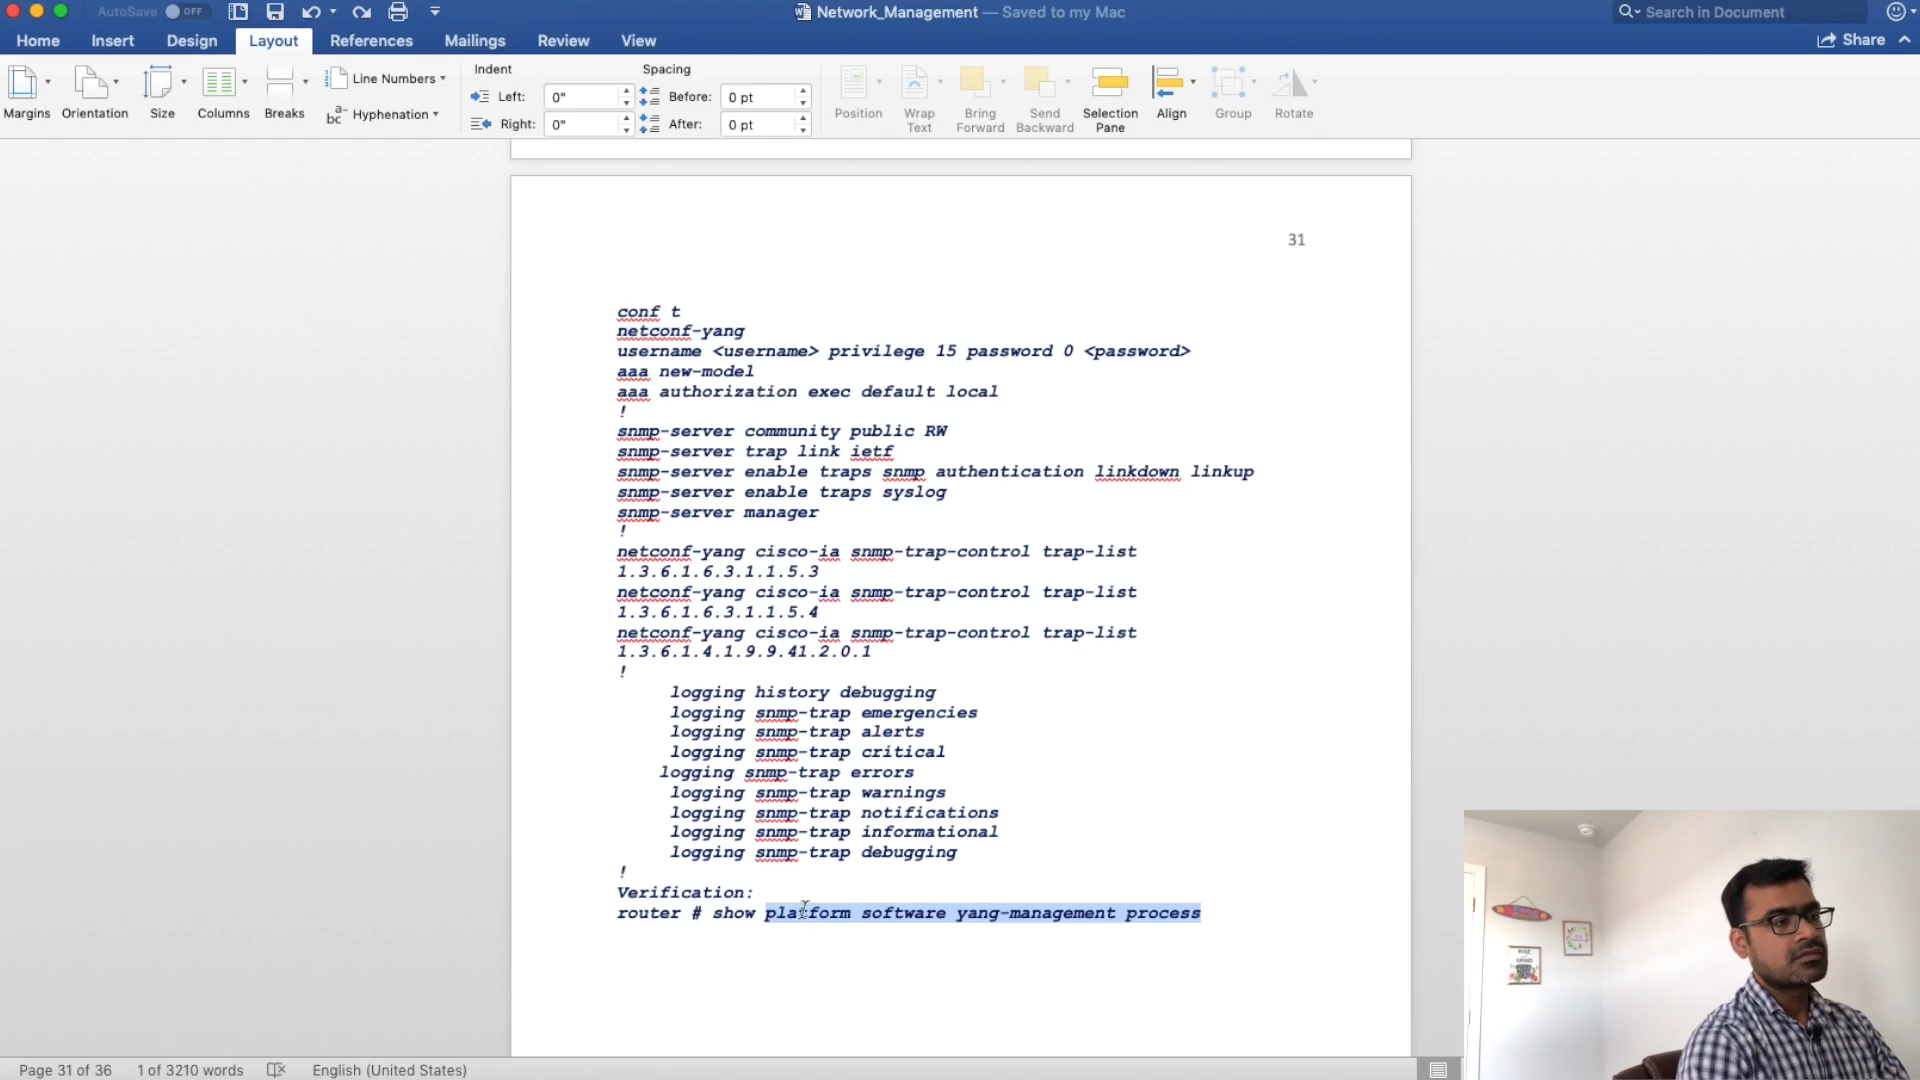 AutoSave OFF
Network_Management — Saved to my Mac
Search in Document
Home Insert Design Layout References Mailings Review View
Share
Margins Orientation Size Columns Breaks
Line Numbers
Hyphenation
Indent
Left: 0"
Right: 0"
Spacing
Before: 0 pt
After: 0 pt
Position Wrap Text Bring Forward Send Backward Selection Pane Align Group Rotate
31
conf t
netconf-yang
username <username> privilege 15 password 0 <password>
aaa new-model
aaa authorization exec default local
!
snmp-server community public RW
snmp-server trap link ietf
snmp-server enable traps snmp authentication linkdown linkup
snmp-server enable traps syslog
snmp-server manager
!
netconf-yang cisco-ia snmp-trap-control trap-list
1.3.6.1.6.3.1.1.5.3
netconf-yang cisco-ia snmp-trap-control trap-list
1.3.6.1.6.3.1.1.5.4
netconf-yang cisco-ia snmp-trap-control trap-list
1.3.6.1.4.1.9.9.41.2.0.1
!
logging history debugging
logging snmp-trap emergencies
logging snmp-trap alerts
logging snmp-trap critical
logging snmp-trap errors
logging snmp-trap warnings
logging snmp-trap notifications
logging snmp-trap informational
logging snmp-trap debugging
!
Verification:
router # show platform software yang-management process
Page 31 of 36 1 of 3210 words English (United States)